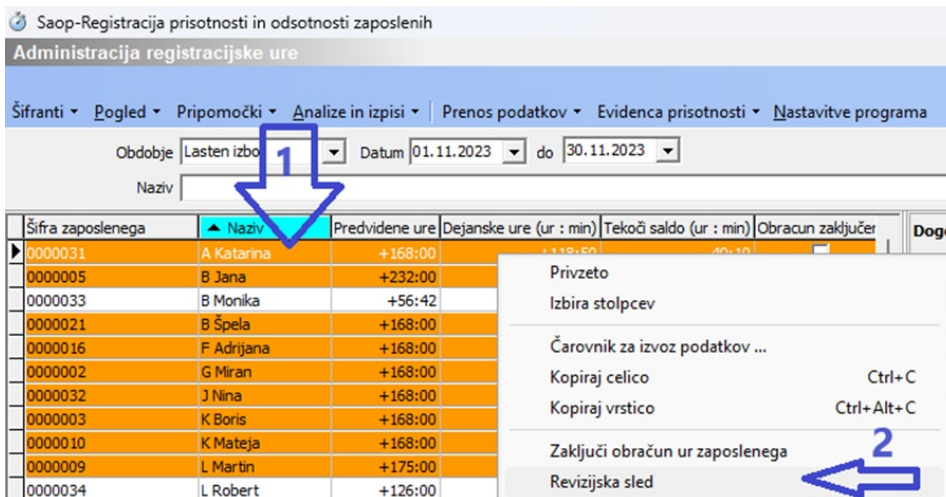 Saop-Registracija prisotnosti in odsotnosti zaposlenih
Administracija registracijske ure
Šifranti Pogled Pripomočki Analize in izpisi Prenos podatkov Evidenca prisotnosti Nastavitve programa
Obdobje Lasten izbo Datum 01.11.2023 do 30.11.2023
1
Naziv
Šifra zaposlenega Naziv Predvidene ure Dejanske ure (ur : min) Tekoči saldo (ur : min) Obracun zaključen Dogo
0000031 A Katarina +168:00 +118:50 -49:10
0000005 B Jana +232:00
0000033 B Monika +56:42
0000021 B Špela +168:00
0000016 F Adrijana +168:00
0000002 G Miran +168:00
0000032 J Nina +168:00
0000003 K Boris +168:00
0000010 K Mateja +168:00
0000009 L Martin +175:00
0000034 L Robert +126:00
Privzeto
Izbira stolpcev
Čarovnik za izvoz podatkov ...
Kopiraj celico Ctrl+C
Kopiraj vrstico Ctrl+Alt+C
Zaključi obračun ur zaposlenega
2
Revizijska sled